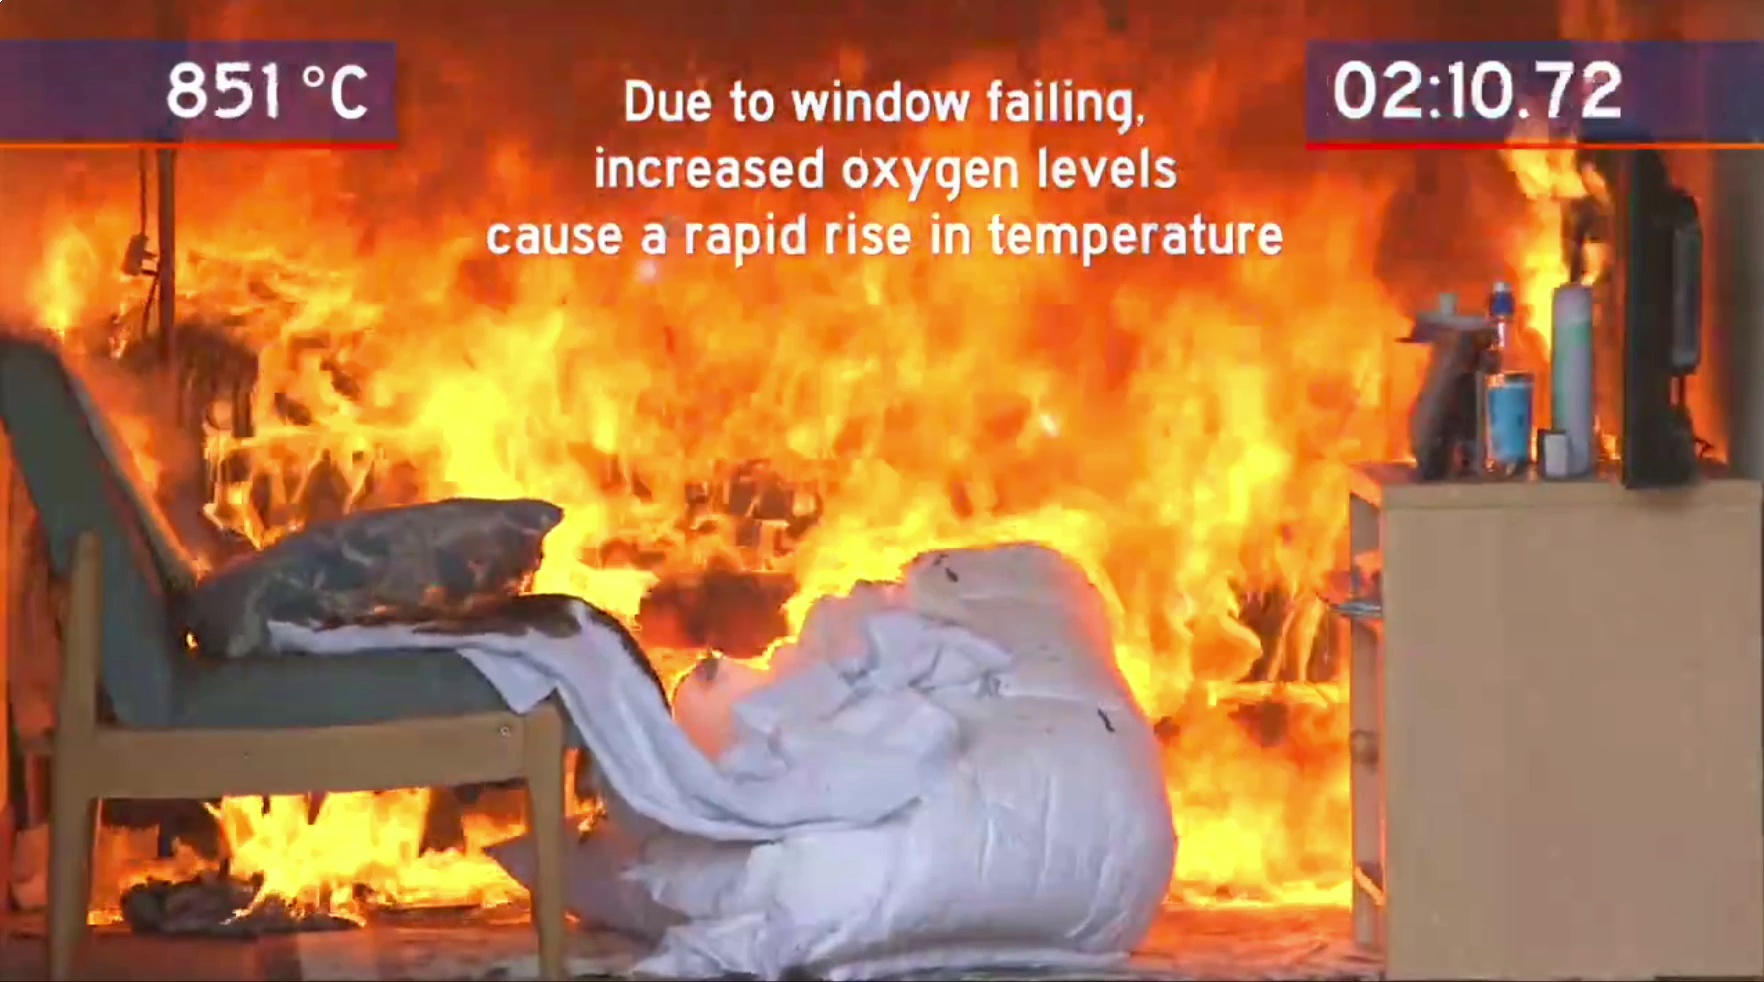 851 °C
Due to window failing,
increased oxygen levels
cause a rapid rise in temperature
02:10.72